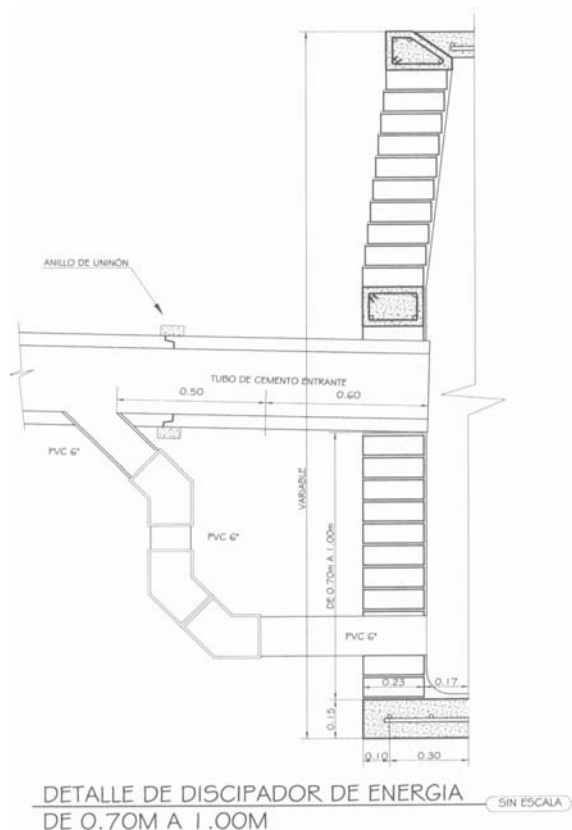 ANILLO DE UNINÓN
TUBO DE CEMENTO ENTRANTE
0.50
0.60
PVC 6"
PVC 6"
VARIABLE
DE 0.70m A 1.00m
PVC 6"
0.23
0.17
0.15
0.10
0.30
DETALLE DE DISCIPADOR DE ENERGIA
SIN ESCALA
DE 0.70M A 1.00M